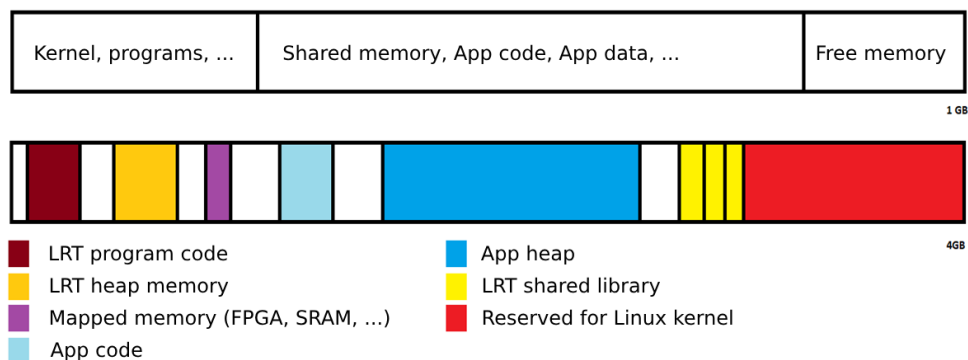 Kernel, programs, ...
Shared memory, App code, App data, ...
Free memory
1 GB
4GB
LRT program code
App heap
LRT heap memory
LRT shared library
Mapped memory (FPGA, SRAM, ...)
Reserved for Linux kernel
App code